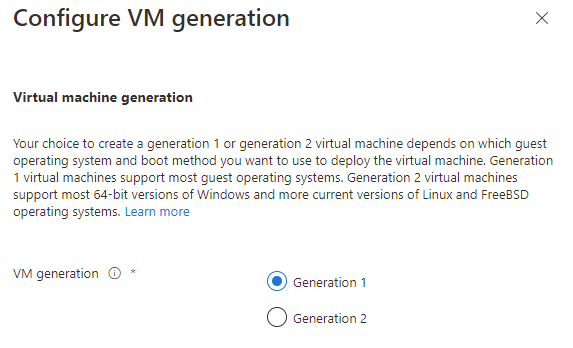 Configure VM generation
Virtual machine generation
Your choice to create a generation 1 or generation 2 virtual machine depends on which guest
operating system and boot method you want to use to deploy the virtual machine. Generation
1 virtual machines support most guest operating systems. Generation 2 virtual machines
support most 64-bit versions of Windows and more current versions of Linux and FreeBSD
operating systems. Learn more
VM generation *
Generation 1
Generation 2